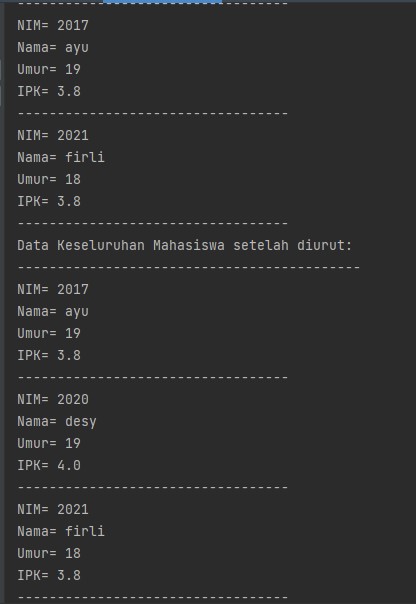 ----------------------------------
NIM= 2017
Nama= ayu
Umur= 19
IPK= 3.8
----------------------------------
NIM= 2021
Nama= firli
Umur= 18
IPK= 3.8
----------------------------------
Data Keseluruhan Mahasiswa setelah diurut:
-------------------------------------------
NIM= 2017
Nama= ayu
Umur= 19
IPK= 3.8
----------------------------------
NIM= 2020
Nama= desy
Umur= 19
IPK= 4.0
----------------------------------
NIM= 2021
Nama= firli
Umur= 18
IPK= 3.8
----------------------------------